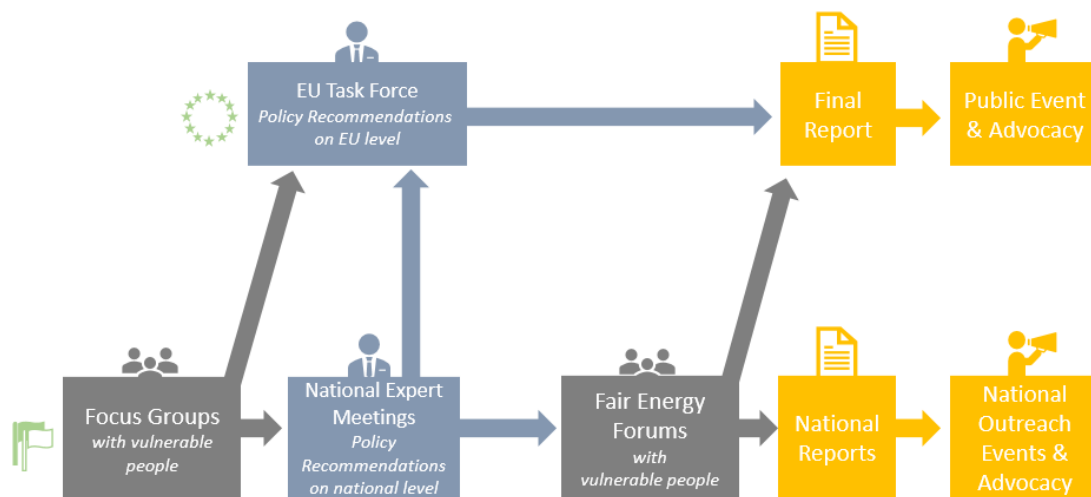 EU Task Force
Policy Recommendations
on EU level
Final
Report
Public Event
& Advocacy
Focus Groups
with vulnerable
people
National Expert
Meetings
Policy
Recommendations
on national level
Fair Energy
Forums
with
vulnerable people
National
Reports
National
Outreach
Events &
Advocacy